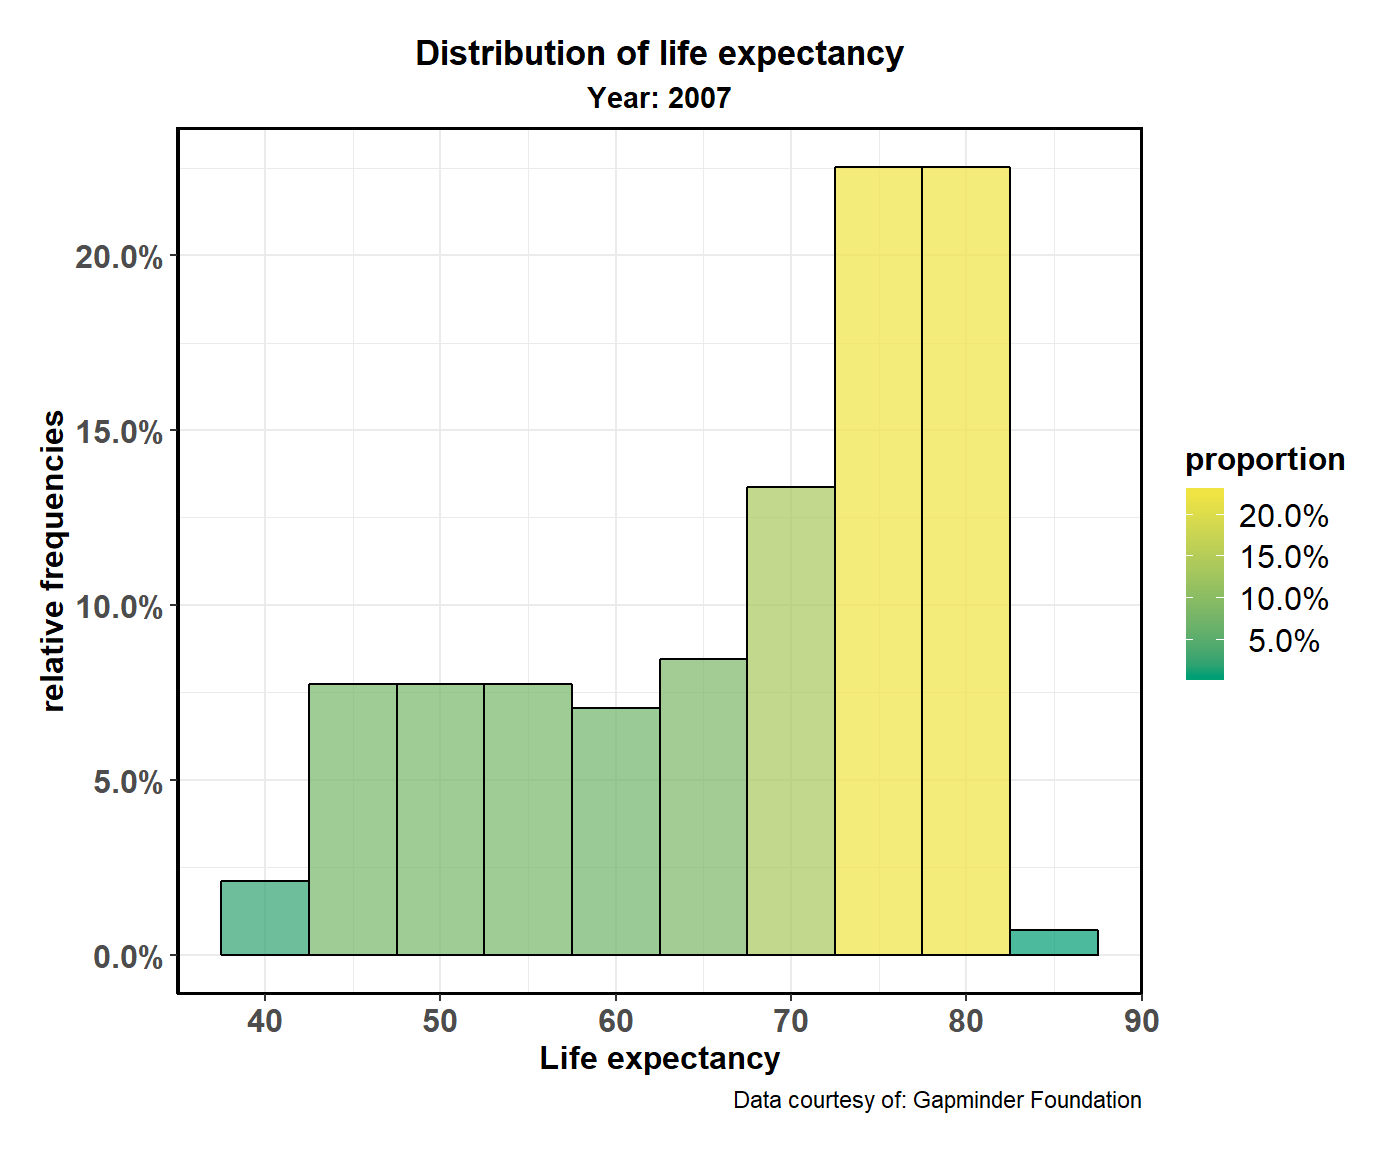 Distribution of life expectancy
Year: 2007
relative frequencies
20.0%
15.0%
10.0%
5.0%
0.0%
40 50 60 70 80 90
Life expectancy
proportion
20.0%
15.0%
10.0%
5.0%
Data courtesy of: Gapminder Foundation